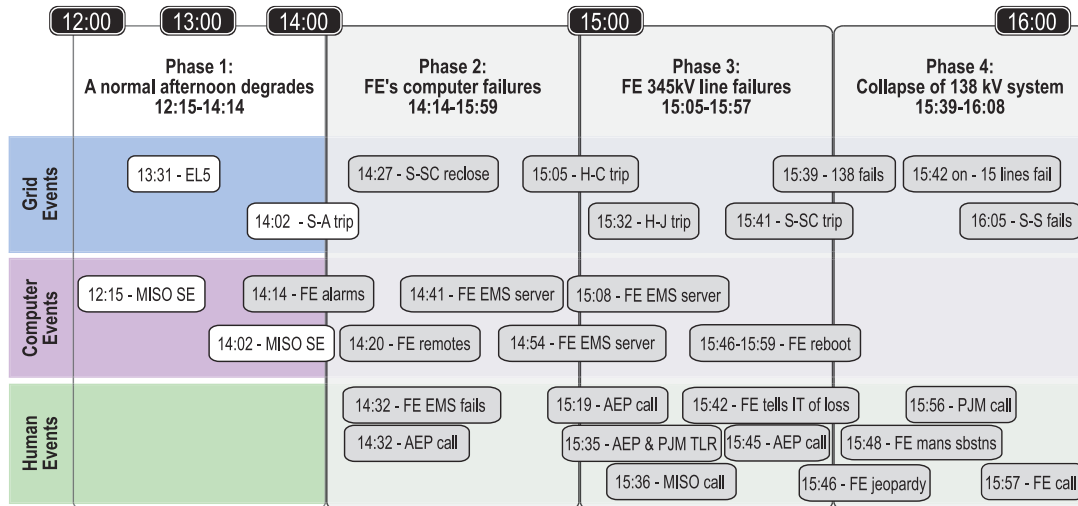 12:00
13:00
14:00
15:00
16:00
Phase 1:
A normal afternoon degrades
12:15-14:14
Phase 2:
FE's computer failures
14:14-15:59
Phase 3:
FE 345kV line failures
15:05-15:57
Phase 4:
Collapse of 138 kV system
15:39-16:08
Grid
Events
13:31 - EL5
14:27 - S-SC reclose
15:05 - H-C trip
15:39 - 138 fails
15:42 on - 15 lines fail
14:02 - S-A trip
15:32 - H-J trip
15:41 - S-SC trip
16:05 - S-S fails
Computer
Events
12:15 - MISO SE
14:14 - FE alarms
14:41 - FE EMS server
15:08 - FE EMS server
14:02 - MISO SE
14:20 - FE remotes
14:54 - FE EMS server
15:46-15:59 - FE reboot
Human
Events
14:32 - FE EMS fails
15:19 - AEP call
15:42 - FE tells IT of loss
15:56 - PJM call
14:32 - AEP call
15:35 - AEP & PJM TLR
15:45 - AEP call
15:48 - FE mans sbstns
15:36 - MISO call
15:46 - FE jeopardy
15:57 - FE call